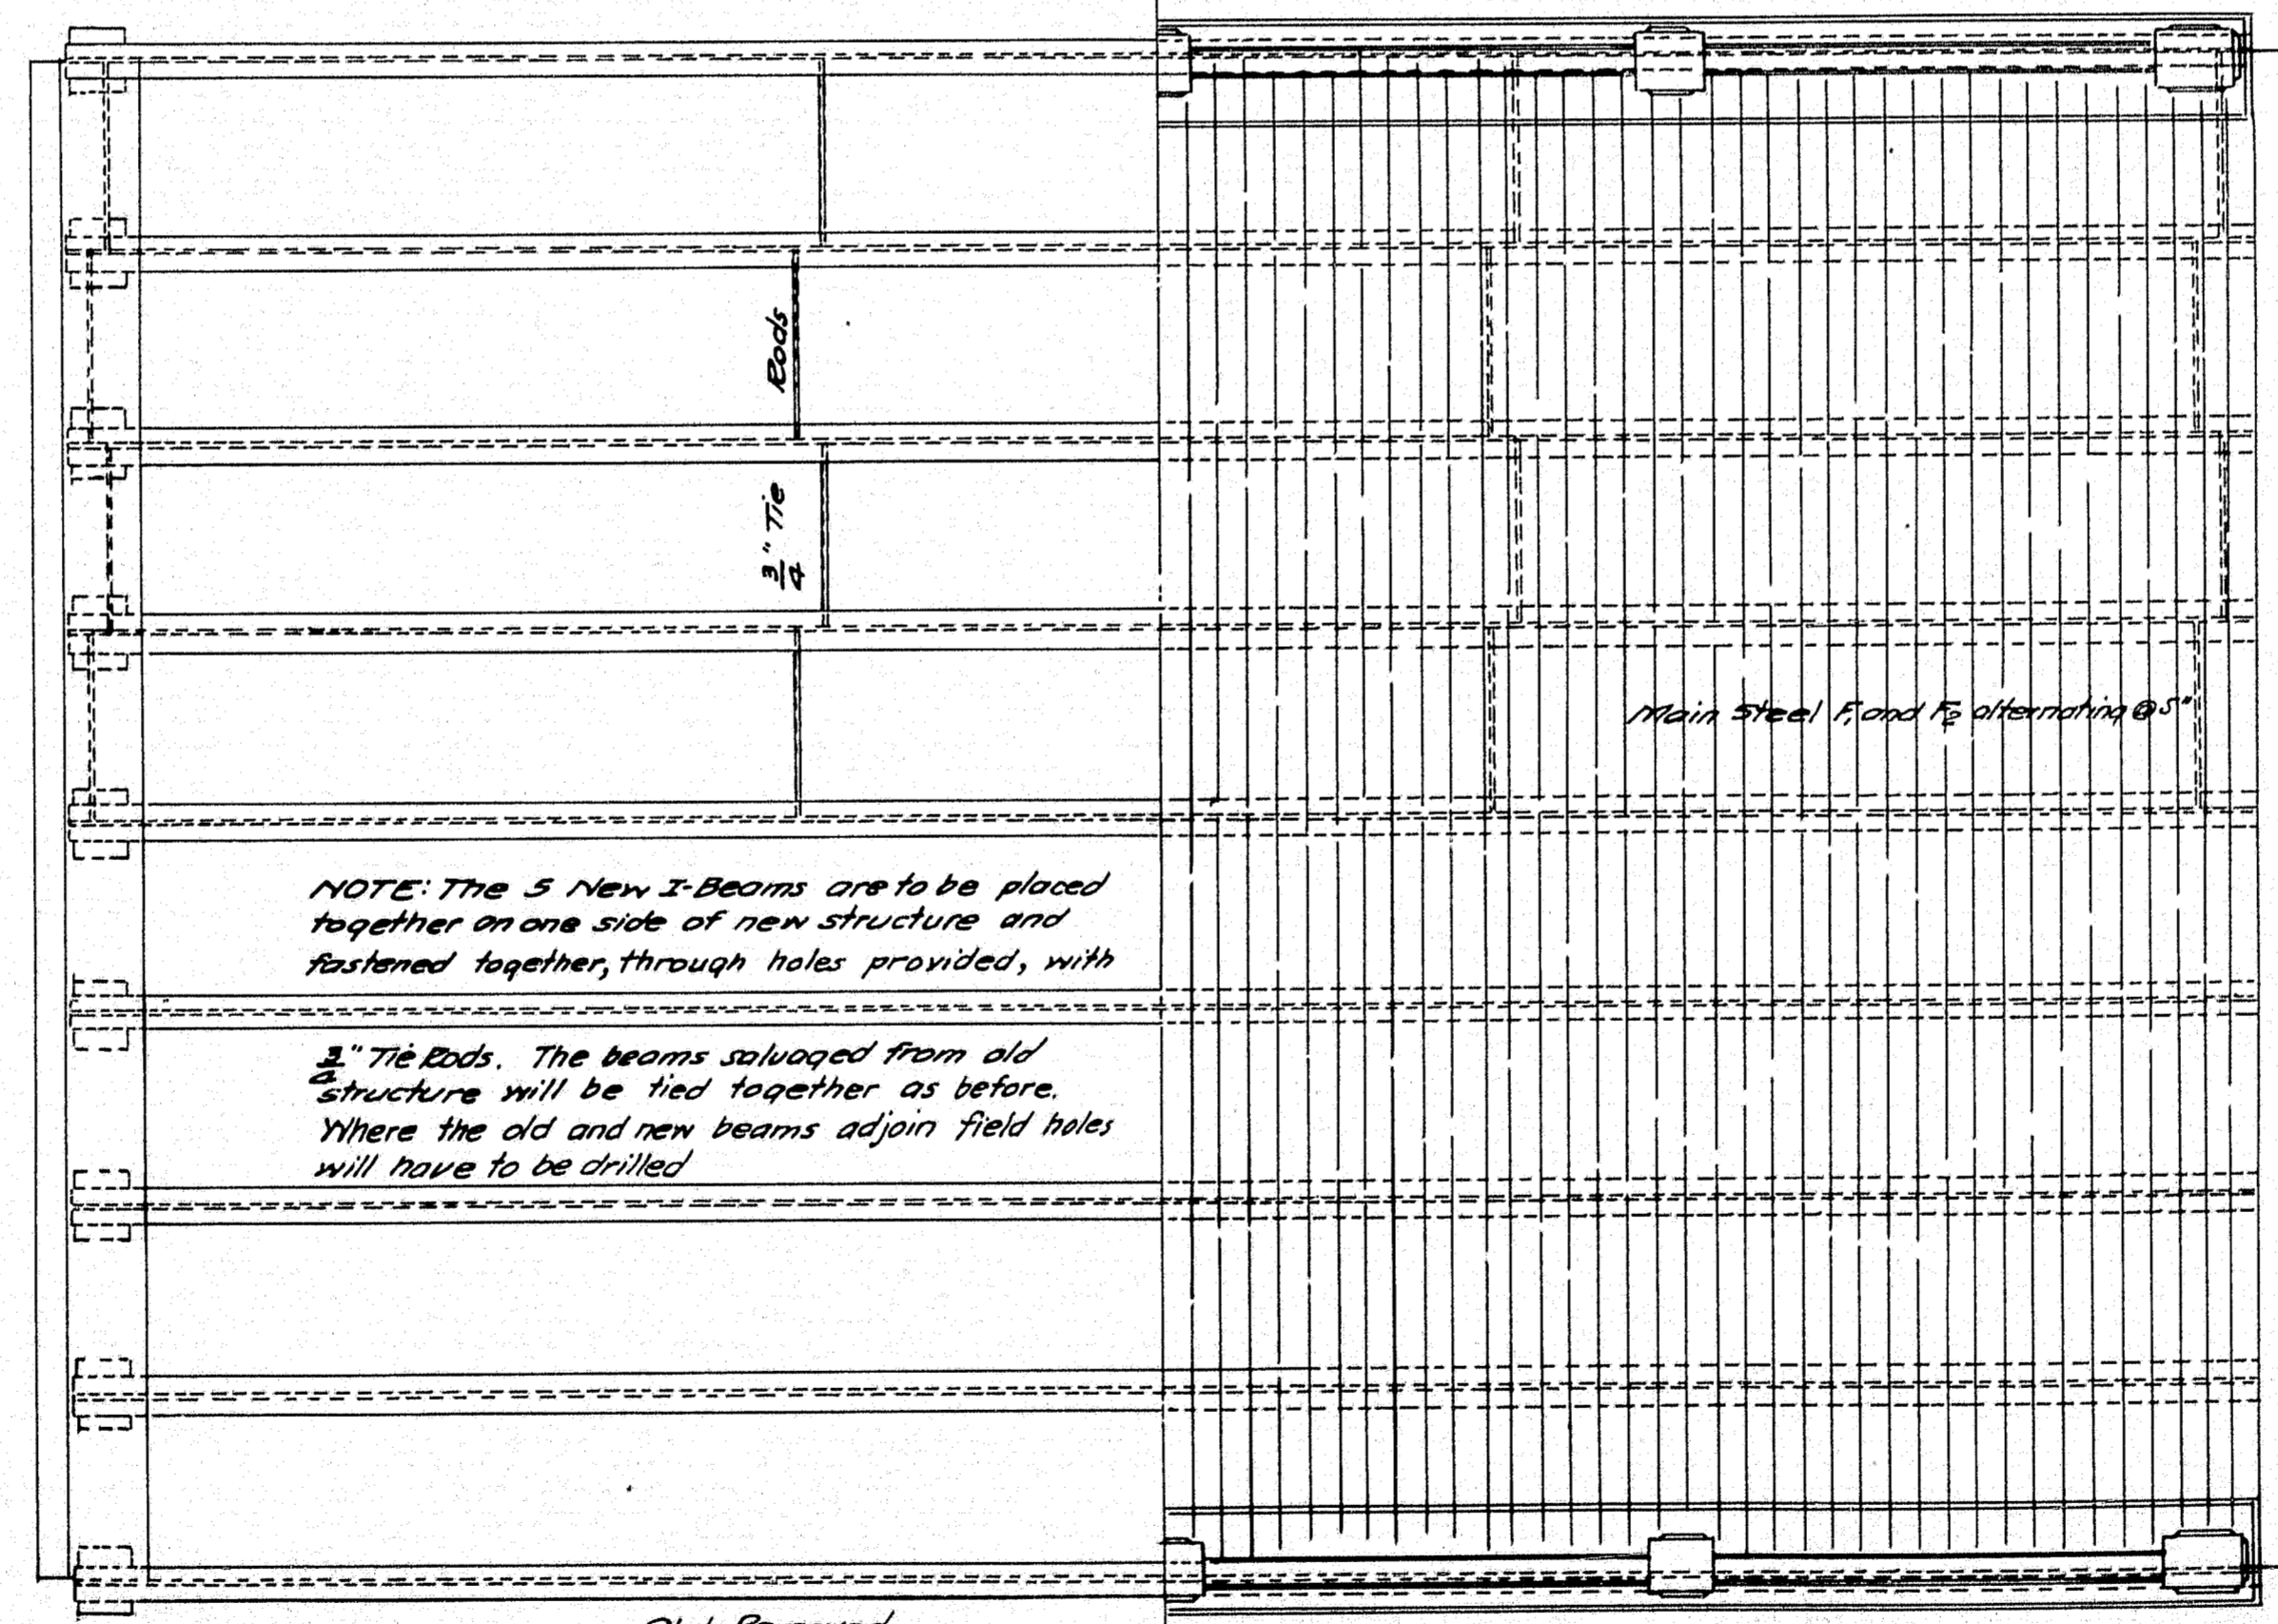 Rods
3/4" Tie
Main Steel F1 and F2 alternating @ 5"
NOTE: The 5 New I-Beams are to be placed
together on one side of new structure and
fastened together, through holes provided, with
3/4" Tie Rods. The beams salvaged from old
structure will be tied together as before.
Where the old and new beams adjoin field holes
will have to be drilled